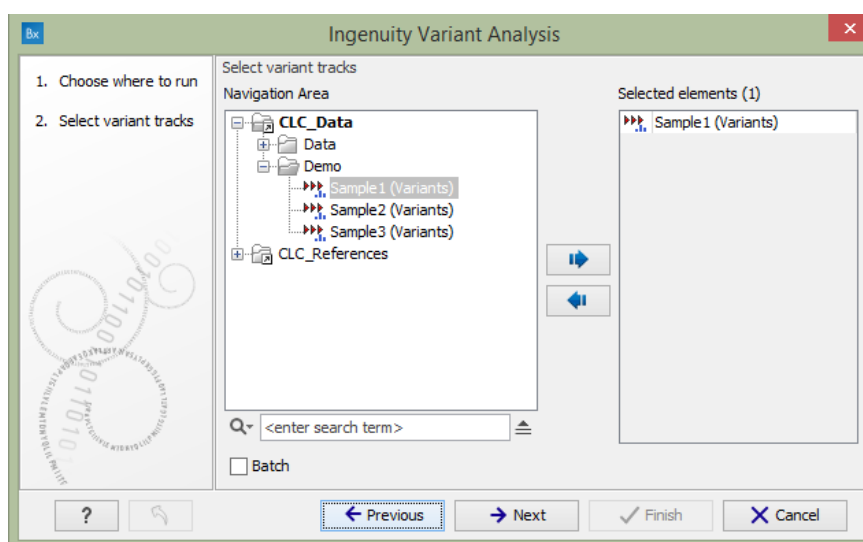 Bx
Ingenuity Variant Analysis
1. Choose where to run
2. Select variant tracks
Select variant tracks
Navigation Area
CLC_Data
Data
Demo
Sample1 (Variants)
Sample2 (Variants)
Sample3 (Variants)
CLC_References
<enter search term>
Batch
Selected elements (1)
Sample1 (Variants)
?
Previous
Next
Finish
Cancel